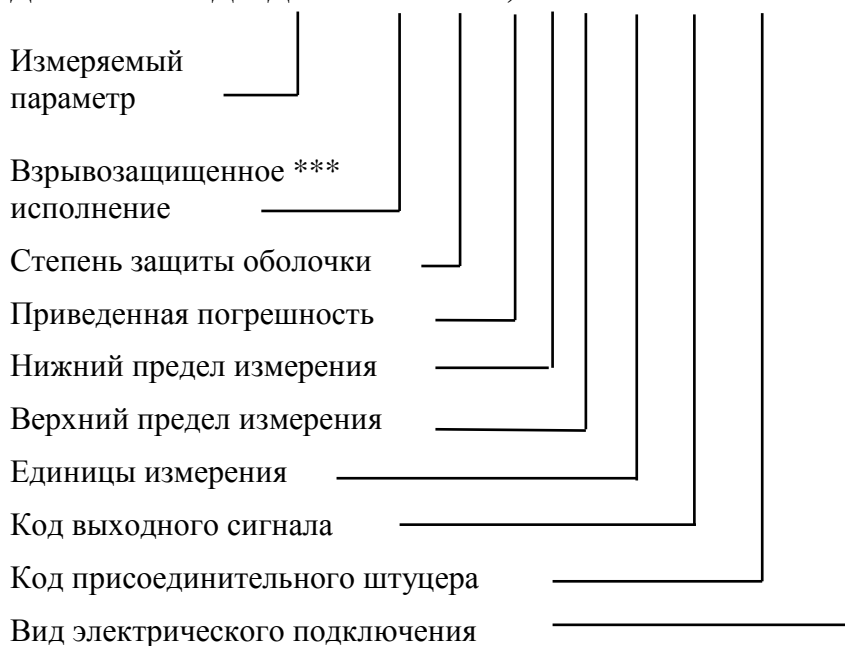 Измеряемый
параметр
Взрывозащищенное ***
исполнение
Степень защиты оболочки
Приведенная погрешность
Нижний предел измерения
Верхний предел измерения
Единицы измерения
Код выходного сигнала
Код присоединительного штуцера
Вид электрического подключения